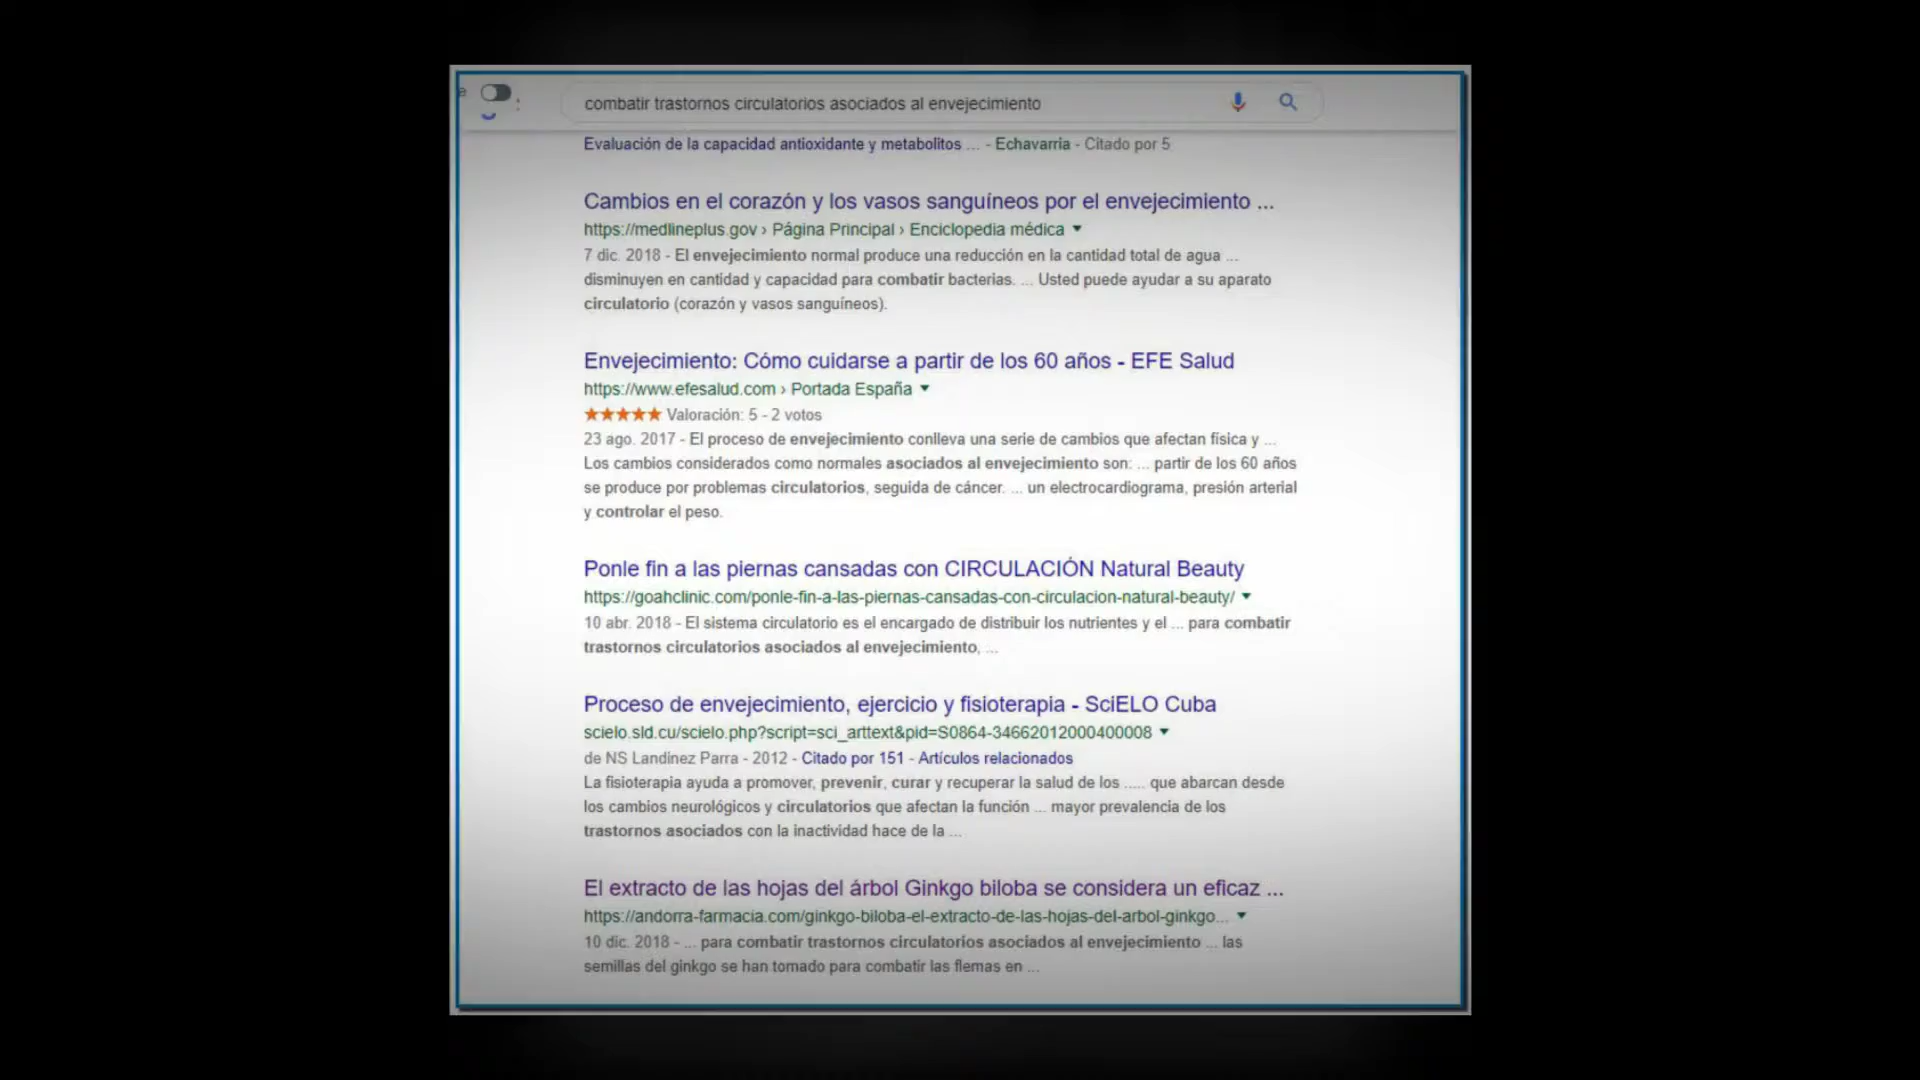 e
combatir trastornos circulatorios asociados al envejecimiento
Evaluación de la capacidad antioxidante y metabolitos ... - Echavarria - Citado por 5
Cambios en el corazón y los vasos sanguíneos por el envejecimiento ...
https://medlineplus.gov › Página Principal › Enciclopedia médica
7 dic. 2018 - El envejecimiento normal produce una reducción en la cantidad total de agua ...
disminuyen en cantidad y capacidad para combatir bacterias. ... Usted puede ayudar a su aparato
circulatorio (corazón y vasos sanguíneos).
Envejecimiento: Cómo cuidarse a partir de los 60 años - EFE Salud
https://www.efesalud.com › Portada España
★★★★★ Valoración: 5 - 2 votos
23 ago. 2017 - El proceso de envejecimiento conlleva una serie de cambios que afectan física y ...
Los cambios considerados como normales asociados al envejecimiento son: ... partir de los 60 años
se produce por problemas circulatorios, seguida de cáncer. ... un electrocardiograma, presión arterial
y controlar el peso.
Ponle fin a las piernas cansadas con CIRCULACIÓN Natural Beauty
https://goahclinic.com/ponle-fin-a-las-piernas-cansadas-con-circulacion-natural-beauty/
10 abr. 2018 - El sistema circulatorio es el encargado de distribuir los nutrientes y el ... para combatir
trastornos circulatorios asociados al envejecimiento, ...
Proceso de envejecimiento, ejercicio y fisioterapia - SciELO Cuba
scielo.sld.cu/scielo.php?script=sci_arttext&pid=S0864-34662012000400008
de NS Landinez Parra - 2012 - Citado por 151 - Artículos relacionados
La fisioterapia ayuda a promover, prevenir, curar y recuperar la salud de los ..... que abarcan desde
los cambios neurológicos y circulatorios que afectan la función ... mayor prevalencia de los
trastornos asociados con la inactividad hace de la ...
El extracto de las hojas del árbol Ginkgo biloba se considera un eficaz ...
https://andorra-farmacia.com/ginkgo-biloba-el-extracto-de-las-hojas-del-arbol-ginkgo...
10 dic. 2018 - ... para combatir trastornos circulatorios asociados al envejecimiento ... las
semillas del ginkgo se han tomado para combatir las flemas en ...